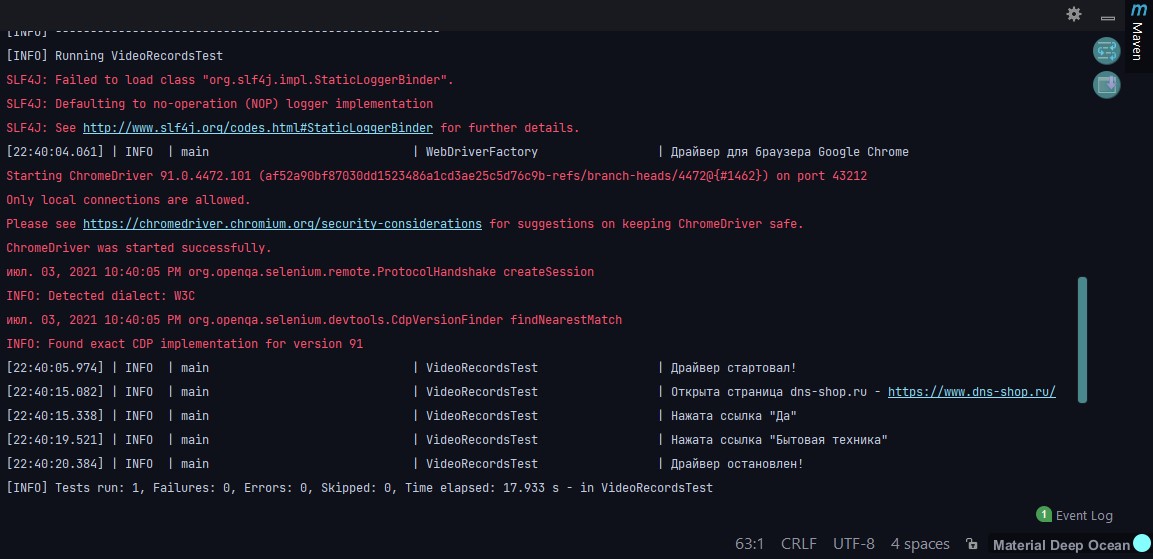 m
Maven
[INFO] -------------------------------------------------------
[INFO] Running VideoRecordsTest
SLF4J: Failed to load class "org.slf4j.impl.StaticLoggerBinder".
SLF4J: Defaulting to no-operation (NOP) logger implementation
SLF4J: See http://www.slf4j.org/codes.html#StaticLoggerBinder for further details.
[22:40:04.061] | INFO | main | WebDriverFactory | Драйвер для браузера Google Chrome
Starting ChromeDriver 91.0.4472.101 (af52a90bf87030dd1523486a1cd3ae25c5d76c9b-refs/branch-heads/4472@{#1462}) on port 43212
Only local connections are allowed.
Please see https://chromedriver.chromium.org/security-considerations for suggestions on keeping ChromeDriver safe.
ChromeDriver was started successfully.
июл. 03, 2021 10:40:05 PM org.openqa.selenium.remote.ProtocolHandshake createSession
INFO: Detected dialect: W3C
июл. 03, 2021 10:40:05 PM org.openqa.selenium.devtools.CdpVersionFinder findNearestMatch
INFO: Found exact CDP implementation for version 91
[22:40:05.974] | INFO | main | VideoRecordsTest | Драйвер стартовал!
[22:40:15.082] | INFO | main | VideoRecordsTest | Открыта страница dns-shop.ru - https://www.dns-shop.ru/
[22:40:15.338] | INFO | main | VideoRecordsTest | Нажата ссылка "Да"
[22:40:19.521] | INFO | main | VideoRecordsTest | Нажата ссылка "Бытовая техника"
[22:40:20.384] | INFO | main | VideoRecordsTest | Драйвер остановлен!
[INFO] Tests run: 1, Failures: 0, Errors: 0, Skipped: 0, Time elapsed: 17.933 s - in VideoRecordsTest
1 Event Log
63:1 CRLF UTF-8 4 spaces Material Deep Ocean